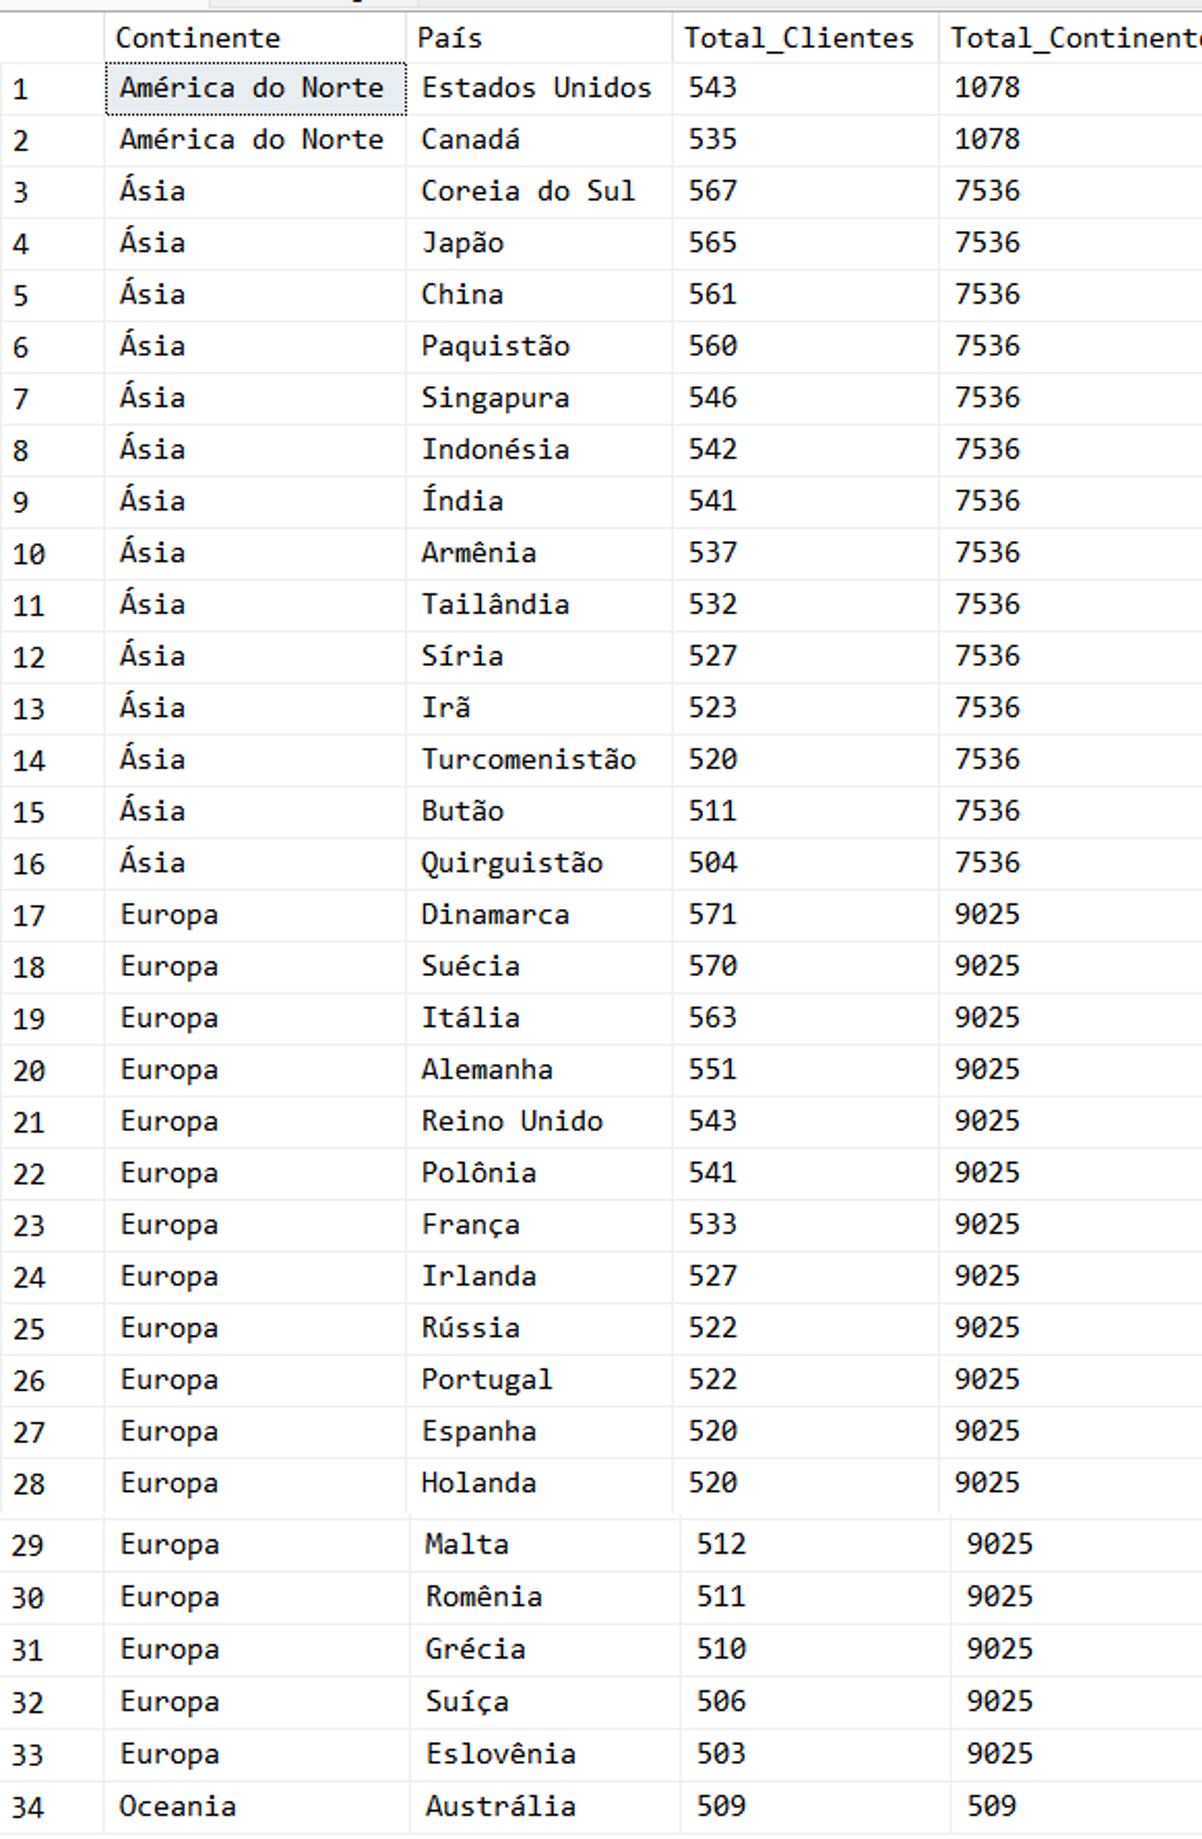 Continente País Total_Clientes Total_Continente
1 América do Norte Estados Unidos 543 1078
2 América do Norte Canadá 535 1078
3 Ásia Coreia do Sul 567 7536
4 Ásia Japão 565 7536
5 Ásia China 561 7536
6 Ásia Paquistão 560 7536
7 Ásia Singapura 546 7536
8 Ásia Indonésia 542 7536
9 Ásia Índia 541 7536
10 Ásia Armênia 537 7536
11 Ásia Tailândia 532 7536
12 Ásia Síria 527 7536
13 Ásia Irã 523 7536
14 Ásia Turcomenistão 520 7536
15 Ásia Butão 511 7536
16 Ásia Quirguistão 504 7536
17 Europa Dinamarca 571 9025
18 Europa Suécia 570 9025
19 Europa Itália 563 9025
20 Europa Alemanha 551 9025
21 Europa Reino Unido 543 9025
22 Europa Polônia 541 9025
23 Europa França 533 9025
24 Europa Irlanda 527 9025
25 Europa Rússia 522 9025
26 Europa Portugal 522 9025
27 Europa Espanha 520 9025
28 Europa Holanda 520 9025
29 Europa Malta 512 9025
30 Europa Romênia 511 9025
31 Europa Grécia 510 9025
32 Europa Suíça 506 9025
33 Europa Eslovênia 503 9025
34 Oceania Austrália 509 509